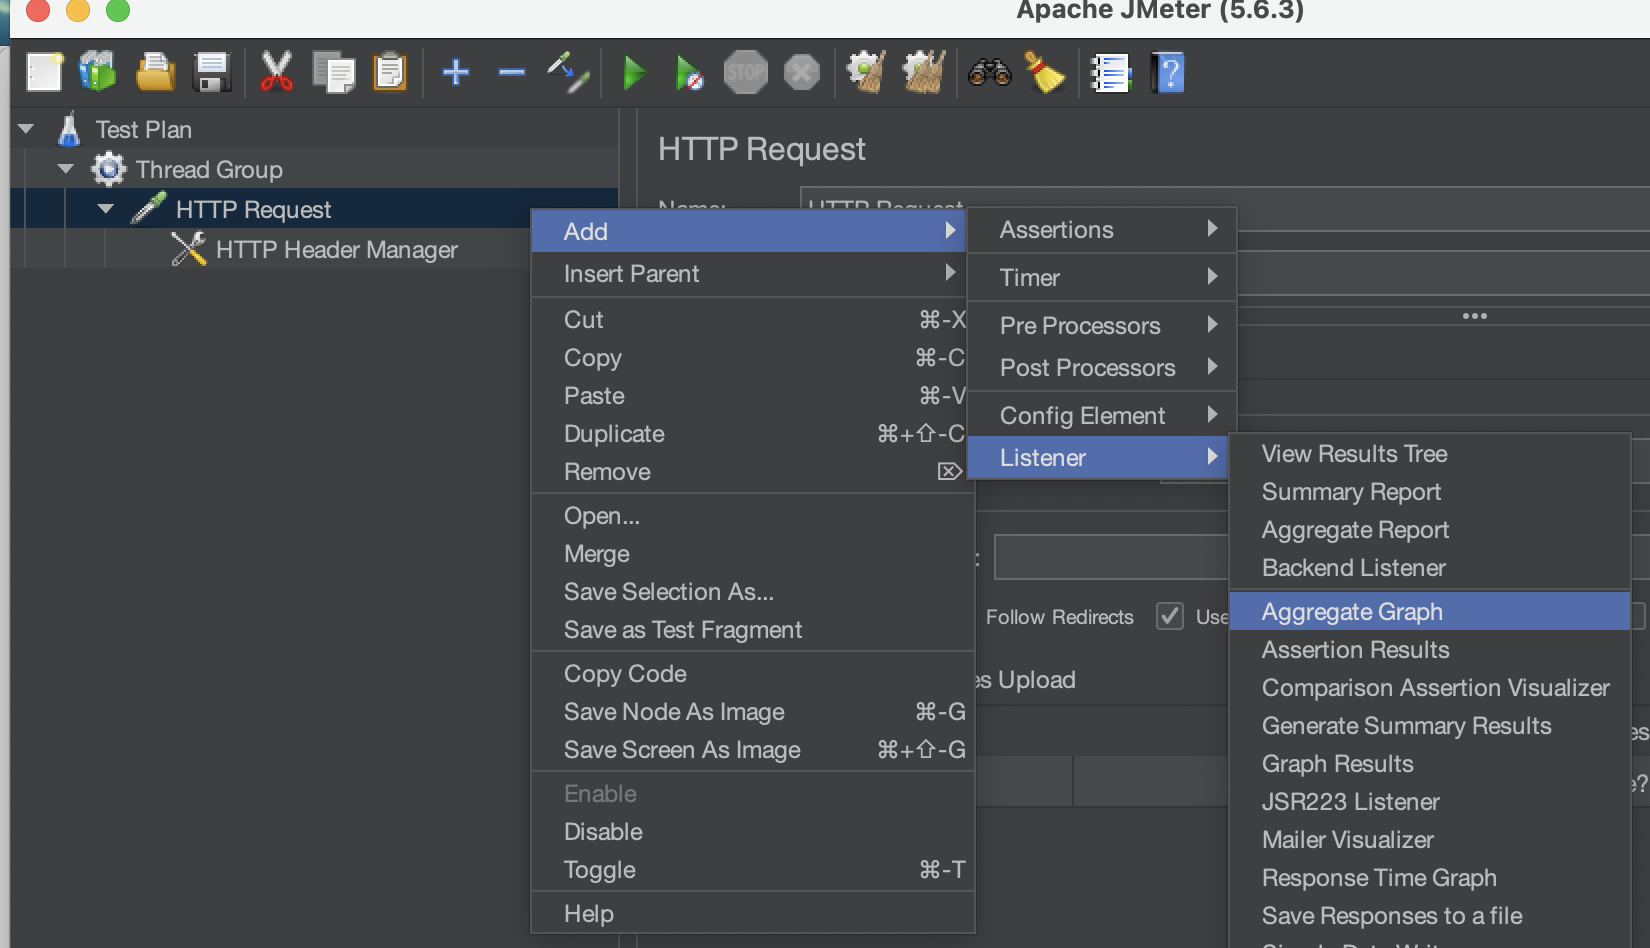 Apache JMeter (5.6.3)
STOP
?
Test Plan
Thread Group
HTTP Request
HTTP Header Manager
HTTP Request
Name:
HTTP Request
Add
Insert Parent
Cut ⌘-X
Copy ⌘-C
Paste ⌘-V
Duplicate ⌘+⇧-C
Remove ⌦
Open...
Merge
Save Selection As...
Save as Test Fragment
Copy Code
Save Node As Image ⌘-G
Save Screen As Image ⌘+⇧-G
Enable
Disable
Toggle ⌘-T
Help
Assertions
Timer
Pre Processors
Post Processors
Config Element
Listener
View Results Tree
Summary Report
Aggregate Report
Backend Listener
Aggregate Graph
Assertion Results
Comparison Assertion Visualizer
Generate Summary Results
Graph Results
JSR223 Listener
Mailer Visualizer
Response Time Graph
Save Responses to a file
:
Follow Redirects
Use
es Upload
es
e?